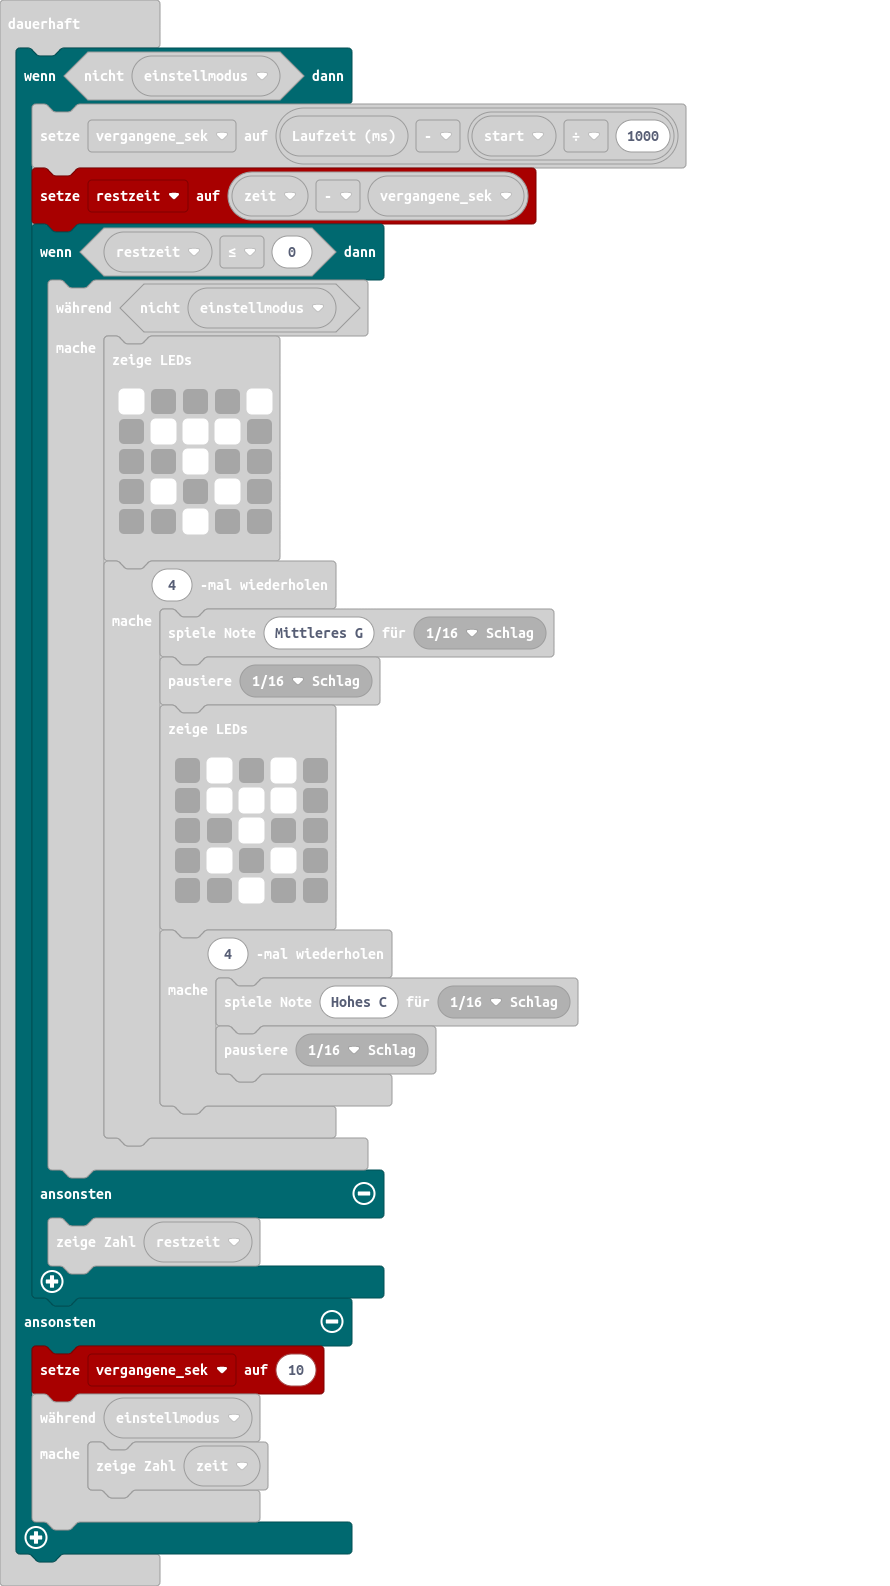 dauerhaft
wenn nicht einstellmodus dann
setze vergangene_sek auf Laufzeit (ms) - start ÷ 1000
setze restzeit auf zeit - vergangene_sek
wenn restzeit ≤ 0 dann
während nicht einstellmodus
mache
zeige LEDs
4 -mal wiederholen
mache
spiele Note Mittleres G für 1/16 Schlag
pausiere 1/16 Schlag
zeige LEDs
4 -mal wiederholen
mache
spiele Note Hohes C für 1/16 Schlag
pausiere 1/16 Schlag
ansonsten
zeige Zahl restzeit
ansonsten
setze vergangene_sek auf 10
während einstellmodus
mache
zeige Zahl zeit